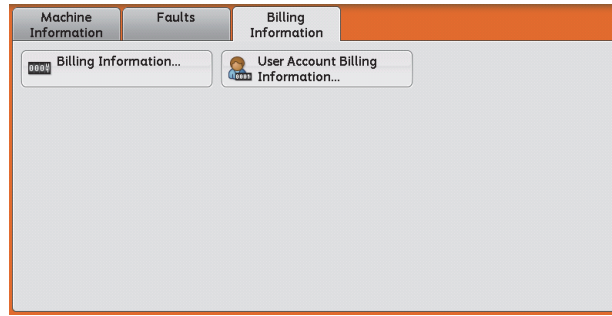 Machine
Information
Faults
Billing
Information
Billing Information...
User Account Billing
Information...